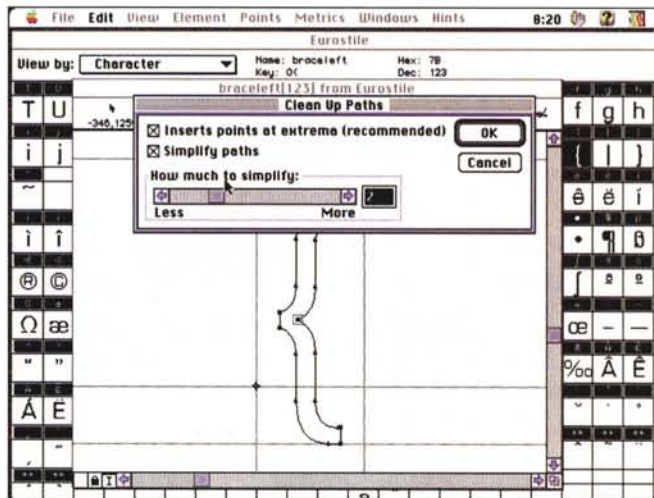 File Edit View Element Points Metrics Windows Hints 8:20
Eurostile
View by: Character
Name: braceleft Hex: 7B
Key: 0{ Dec: 123
braceleft[123] from Eurostile
Clean Up Paths
Inserts points at extrema (recommended)
Simplify paths
OK
Cancel
How much to simplify:
2
Less More
T U f g h
i j { | }
~ ê ë í
ì î • ¶ ß
® © ∫ ª º
Ω æ œ – —
" " ‰ Â Ê
Á Ë